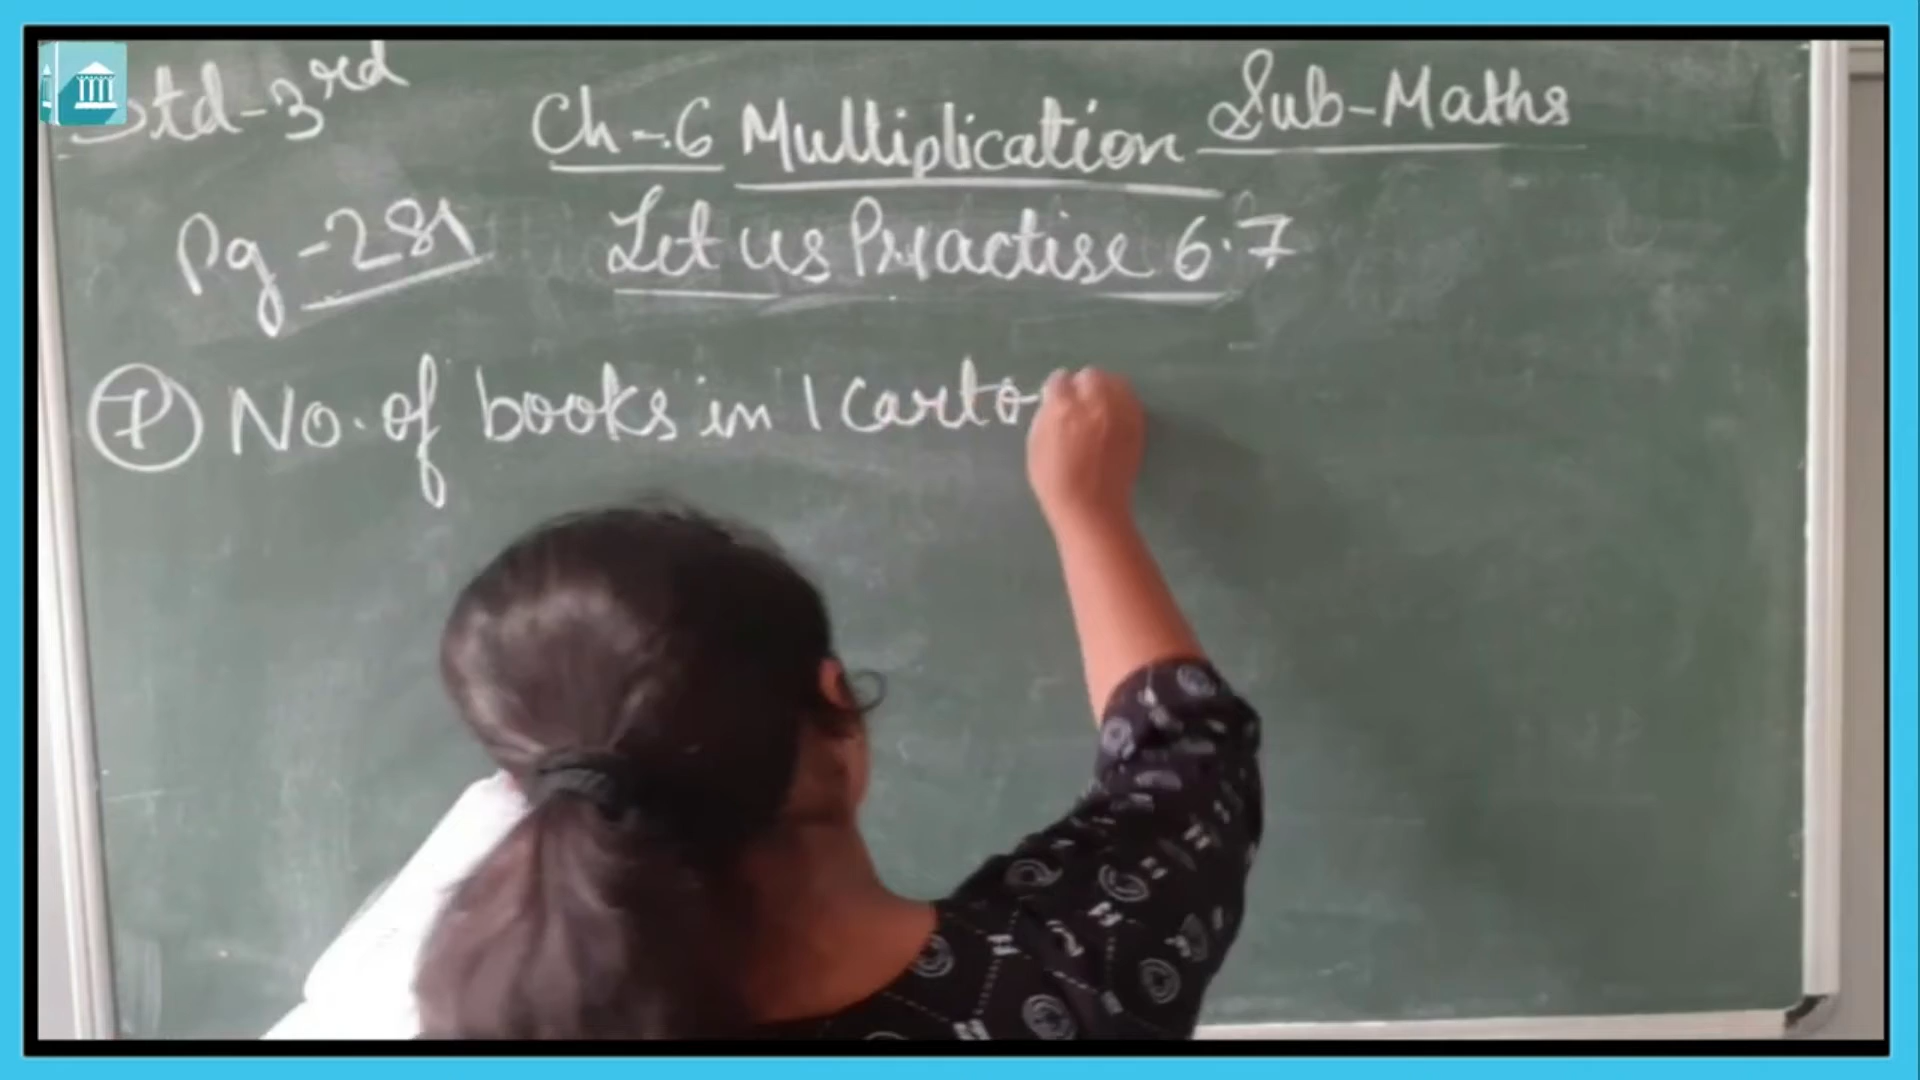 Std-3rd
Sub-Maths
Ch-6 Multiplication
Pg-281
Let us Practise 6.7
7 No. of books in 1 carto